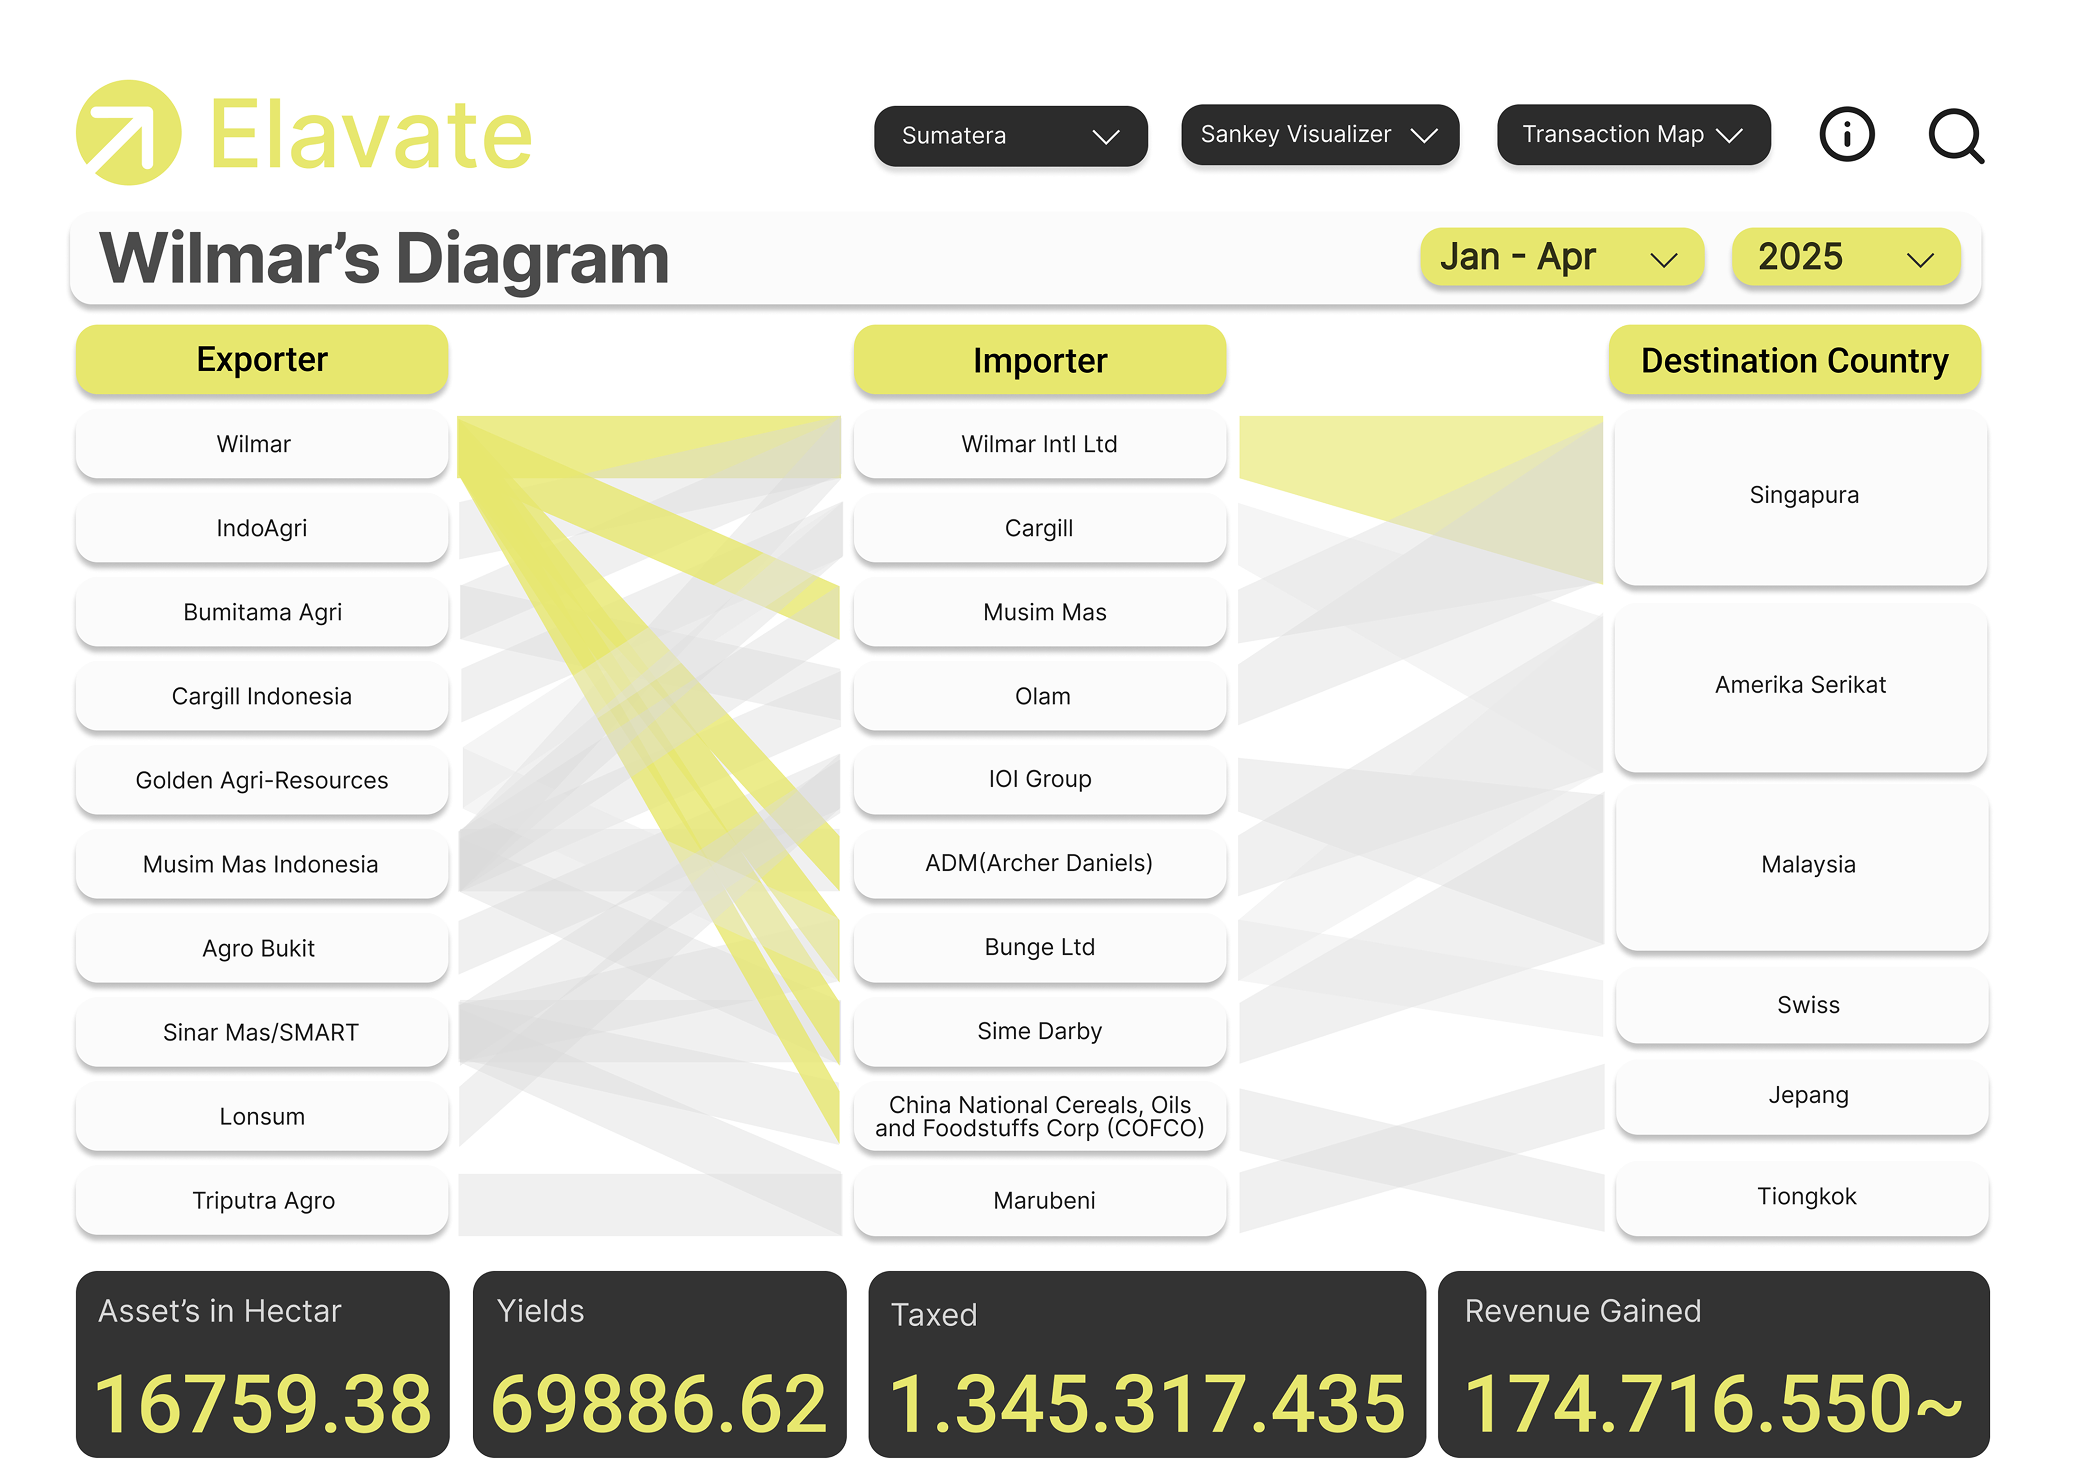 Elavate
Sumatera
Sankey Visualizer
Transaction Map
Wilmar’s Diagram
Jan - Apr
2025
Exporter
Importer
Destination Country
Wilmar
IndoAgri
Bumitama Agri
Cargill Indonesia
Golden Agri-Resources
Musim Mas Indonesia
Agro Bukit
Sinar Mas/SMART
Lonsum
Triputra Agro
Wilmar Intl Ltd
Cargill
Musim Mas
Olam
IOI Group
ADM(Archer Daniels)
Bunge Ltd
Sime Darby
China National Cereals, Oils
and Foodstuffs Corp (COFCO)
Marubeni
Singapura
Amerika Serikat
Malaysia
Swiss
Jepang
Tiongkok
Asset’s in Hectar
16759.38
Yields
69886.62
Taxed
1.345.317.435
Revenue Gained
174.716.550~